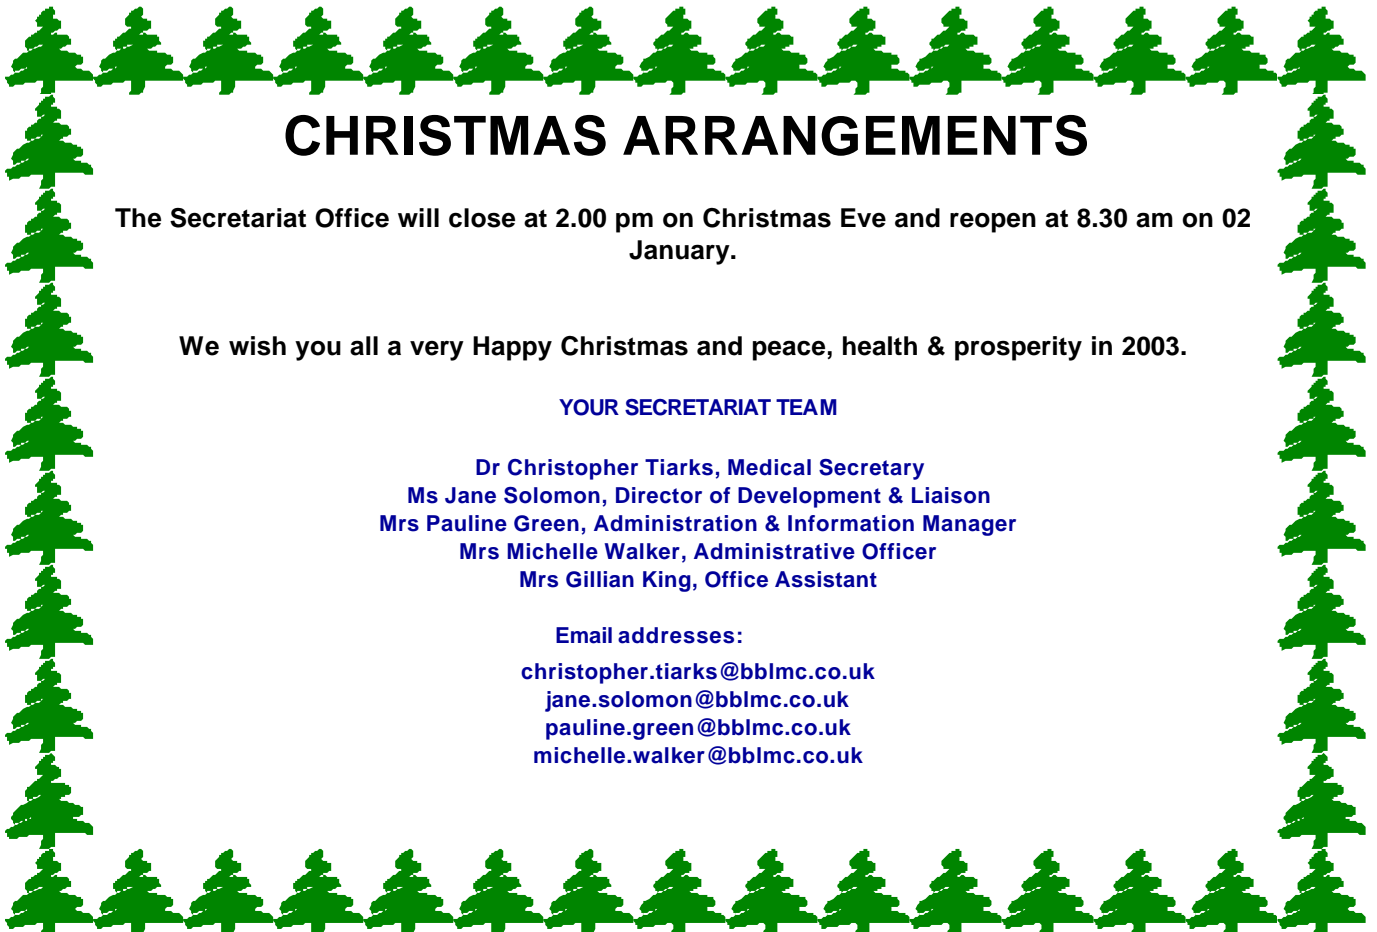 CHRISTMAS ARRANGEMENTS
The Secretariat Office will close at 2.00 pm on Christmas Eve and reopen at 8.30 am on 02
January.
We wish you all a very Happy Christmas and peace, health & prosperity in 2003.
YOUR SECRETARIAT TEAM
Dr Christopher Tiarks, Medical Secretary
Ms Jane Solomon, Director of Development & Liaison
Mrs Pauline Green, Administration & Information Manager
Mrs Michelle Walker, Administrative Officer
Mrs Gillian King, Office Assistant
Email addresses:
christopher.tiarks@bblmc.co.uk
jane.solomon@bblmc.co.uk
pauline.green@bblmc.co.uk
michelle.walker@bblmc.co.uk